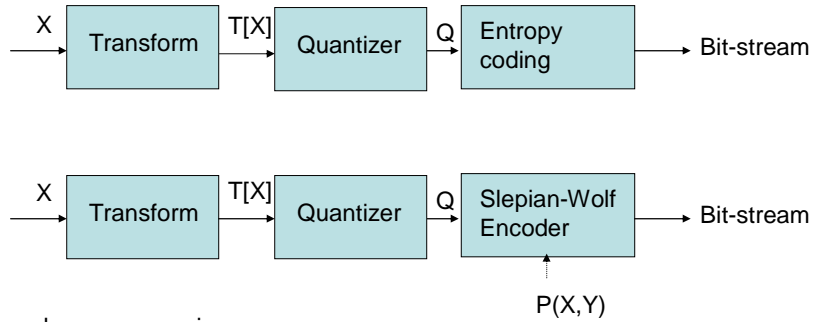 X
Transform
T[X]
Quantizer
Q
Entropy
coding
Bit-stream
X
Transform
T[X]
Quantizer
Q
Slepian-Wolf
Encoder
Bit-stream
P(X,Y)